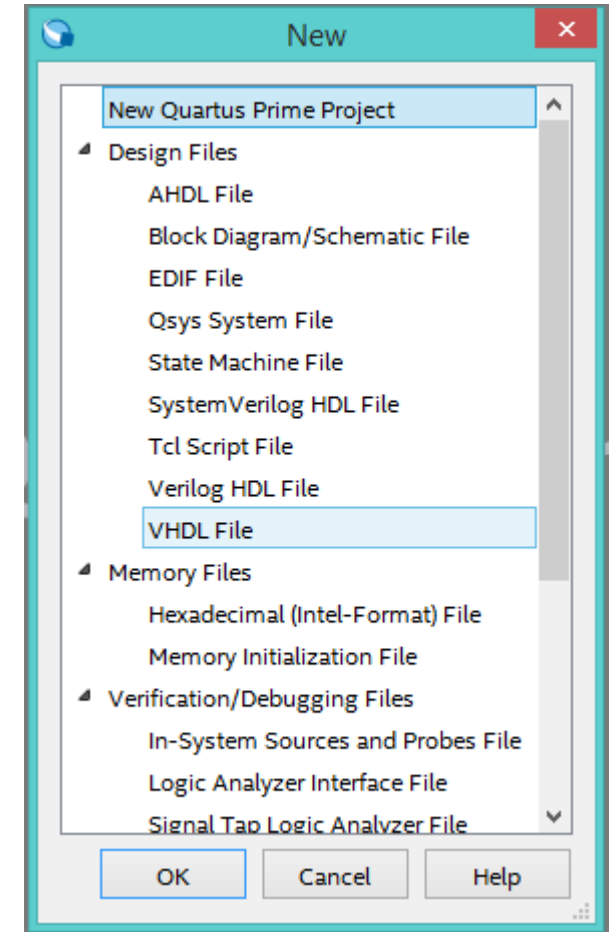 New
New Quartus Prime Project
Design Files
AHDL File
Block Diagram/Schematic File
EDIF File
Qsys System File
State Machine File
SystemVerilog HDL File
Tcl Script File
Verilog HDL File
VHDL File
Memory Files
Hexadecimal (Intel-Format) File
Memory Initialization File
Verification/Debugging Files
In-System Sources and Probes File
Logic Analyzer Interface File
Signal Tap Logic Analyzer File
OK Cancel Help